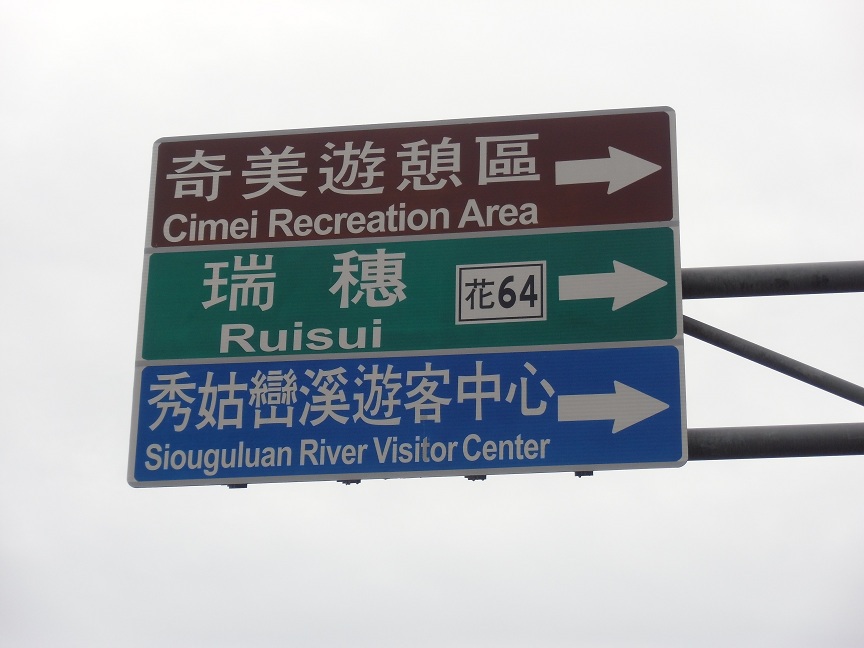 奇美遊憩區
Cimei Recreation Area
瑞穗 花64
Ruisui
秀姑巒溪遊客中心
Siouguluan River Visitor Center